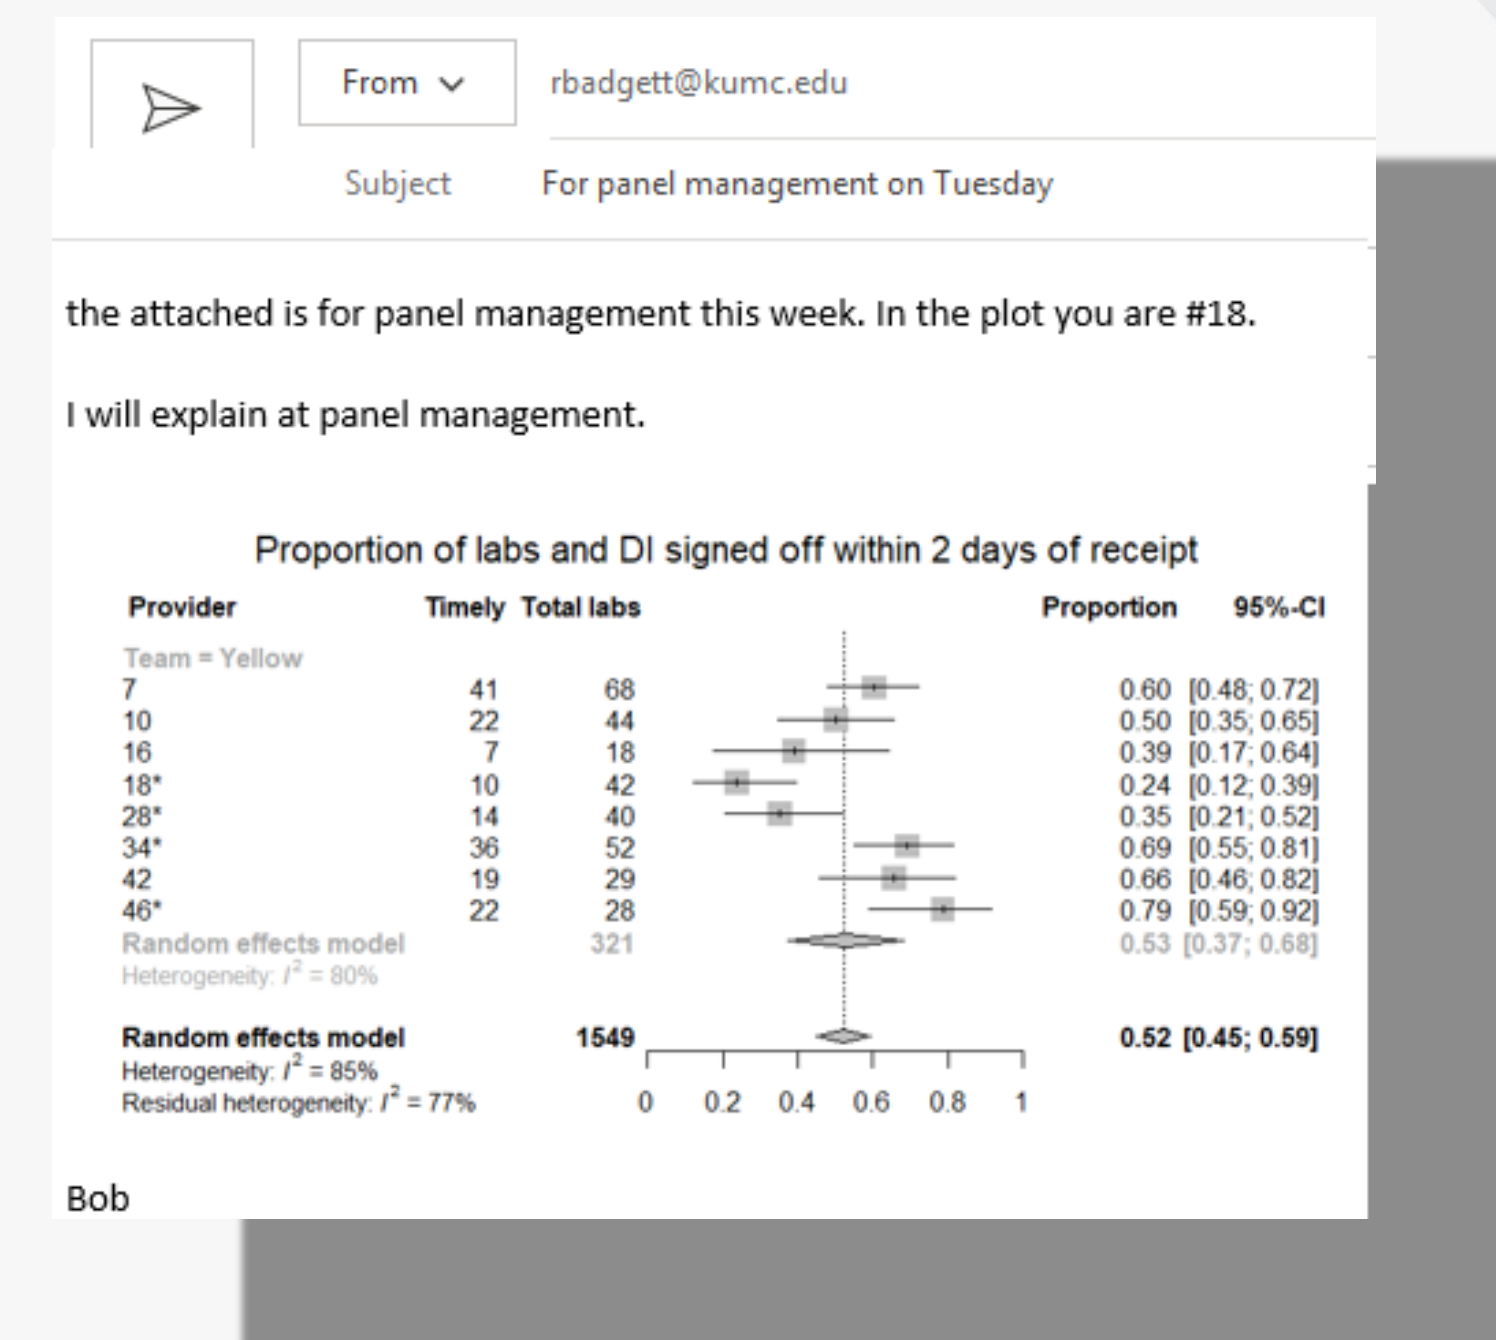 From rbadgett@kumc.edu
Subject For panel management on Tuesday
the attached is for panel management this week. In the plot you are #18.
I will explain at panel management.
Proportion of labs and DI signed off within 2 days of receipt
Provider Timely Total labs Proportion 95%-CI
Team = Yellow
7 41 68 0.60 [0.48; 0.72]
10 22 44 0.50 [0.35; 0.65]
16 7 18 0.39 [0.17; 0.64]
18* 10 42 0.24 [0.12; 0.39]
28* 14 40 0.35 [0.21; 0.52]
34* 36 52 0.69 [0.55; 0.81]
42 19 29 0.66 [0.46; 0.82]
46* 22 28 0.79 [0.59; 0.92]
Random effects model 321 0.53 [0.37; 0.68]
Heterogeneity: I² = 80%
Random effects model 1549 0.52 [0.45; 0.59]
Heterogeneity: I² = 85%
Residual heterogeneity: I² = 77% 0 0.2 0.4 0.6 0.8 1
Bob